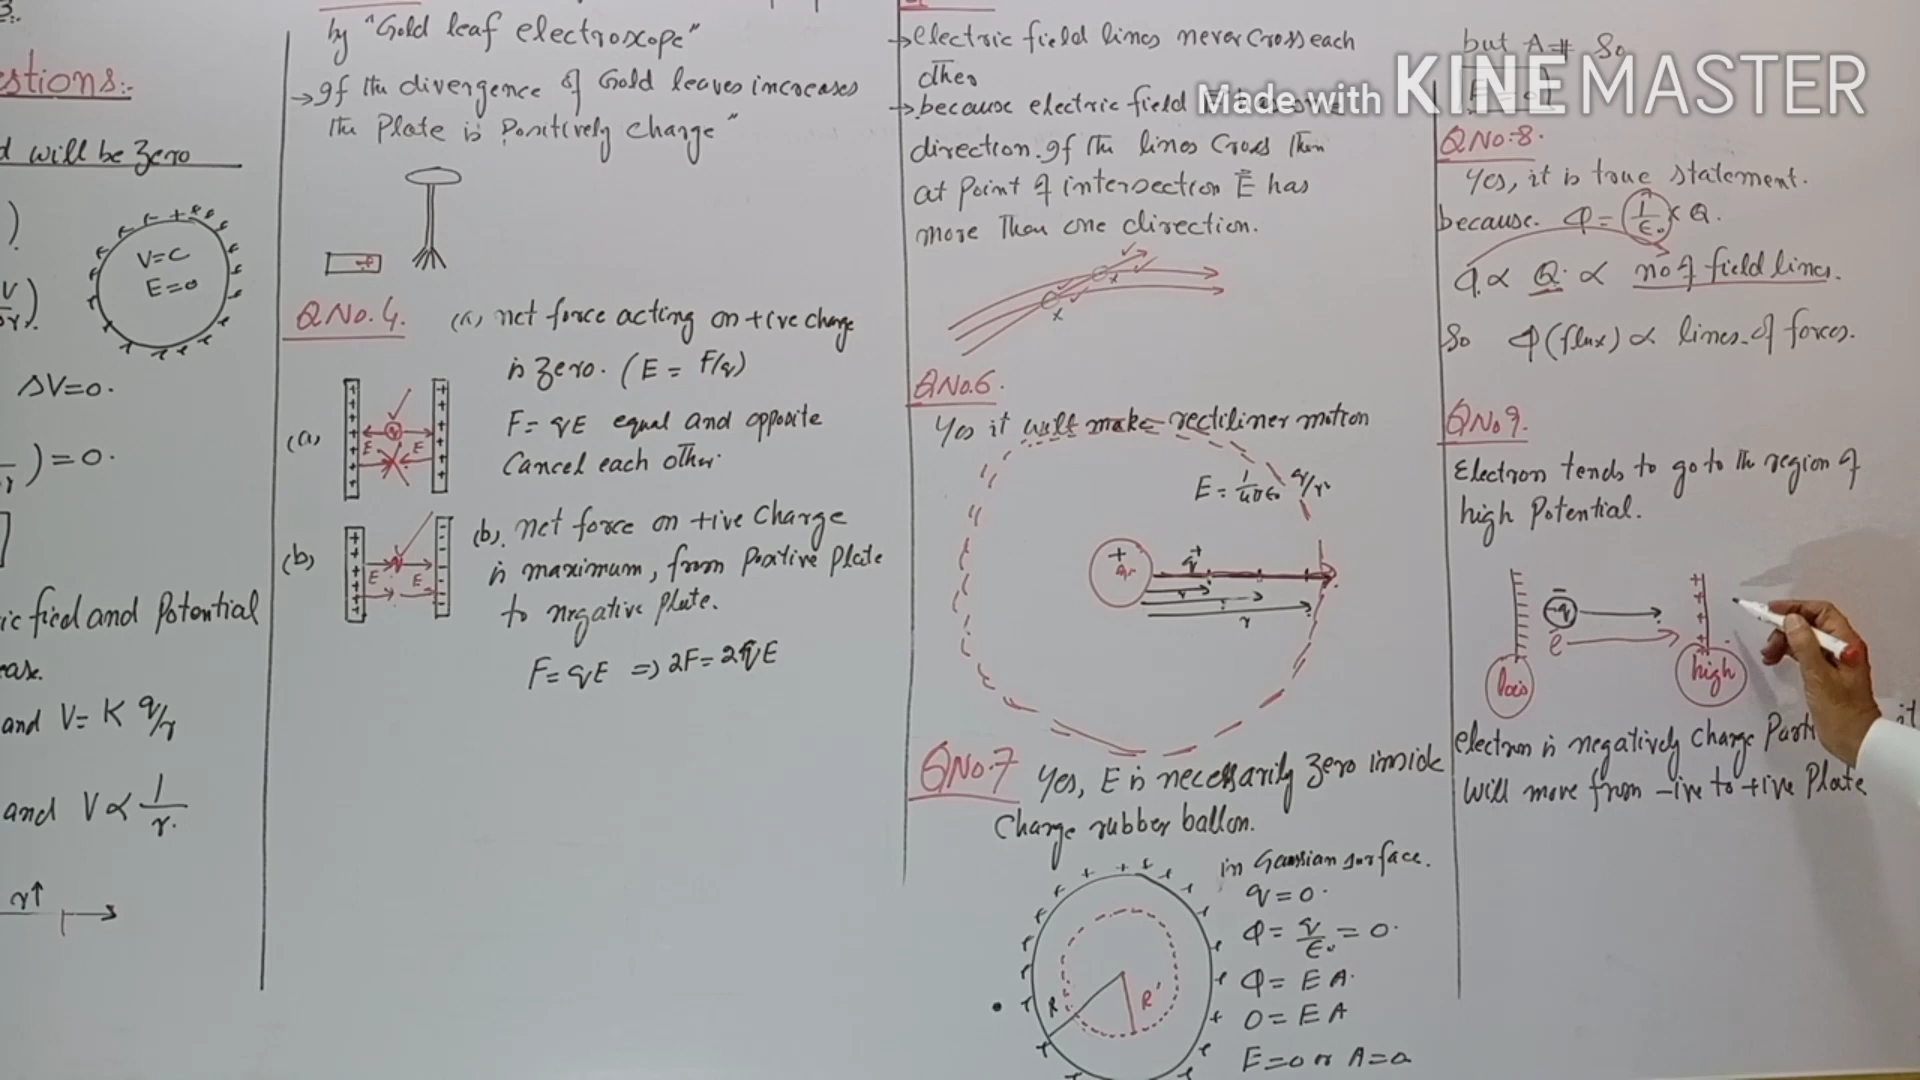 estions:-
d will be Zero
V=C
E=0
ΔV=0.
)=0.
ic field and Potential
ease.
and V= K q/r
and V ∝ 1/r.
r↑
by "Gold leaf electroscope"
→ If the divergence of Gold leaves increases
the Plate is Positively charge"
QNo.4.
(a) net force acting on +ive charge
is zero. (E = F/q)
F = qE equal and opposite
Cancel each other.
(a)
E E
(b). net force on +ive Charge
is maximum, from Positive Plate
to negative Plate.
F = qE => 2F = 2qE
(b)
E E
→ electric field lines never cross each
other
→ because electric field
direction. If the lines Cross then
at point of intersection E has
more than one direction.
QNo.6.
Yes it will make rectiliner motion
E = 1/4πε₀ q/r²
+
q+
r
r
r
QNo.7 Yes, E is necessarily Zero inside
Charge rubber ballon.
in Gaussian surface.
q = 0.
Φ = q/ε₀ = 0.
Φ = EA.
0 = EA
E=0 or A=0
R R'
but A≠ So
E = 0
Made with KINEMASTER
QNo:8.
Yes, it is true statement.
because. Φ = (1/ε₀) × Q.
Φ ∝ Q ∝ no of field lines.
So Φ(flux) ∝ lines of forces.
QNo9.
Electron tends to go to the region of
high Potential.
-q
ē
high
electron is negatively charge Part it
will move from -ive to +ive Plate